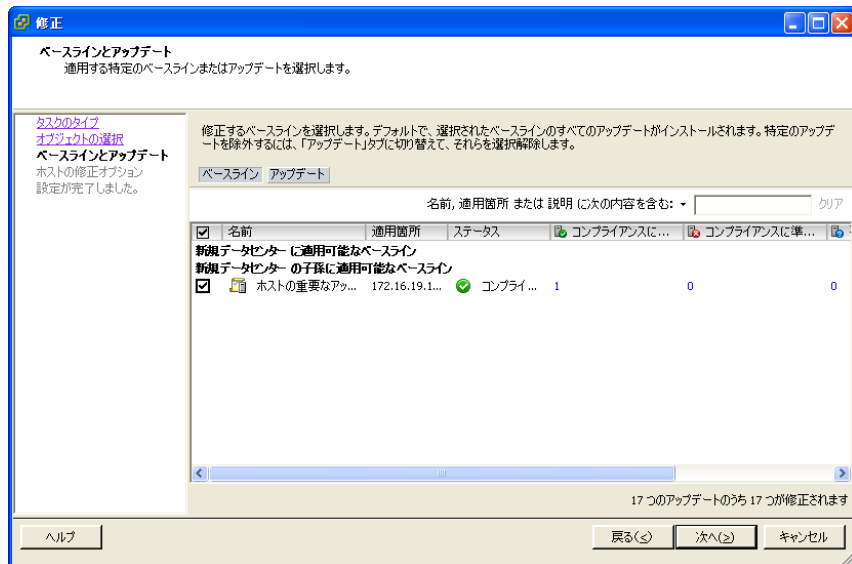 修正
ベースラインとアップデート
適用する特定のベースラインまたはアップデートを選択します。
タスクのタイプ
オブジェクトの選択
ベースラインとアップデート
ホストの修正オプション
設定が完了しました。
修正するベースラインを選択します。デフォルトで、選択されたベースラインのすべてのアップデートがインストールされます。特定のアップデ
ートを除外するには、「アップデート」タブに切り替えて、それらを選択解除します。
ベースライン アップデート
名前, 適用箇所 または 説明 に次の内容を含む: クリア
名前 適用箇所 ステータス コンプライアンスに... コンプライアンスに準...
新規データセンター に適用可能なベースライン
新規データセンター の子孫に適用可能なベースライン
ホストの重要なアッ... 172.16.19.1... コンプライ... 1 0 0
17 つのアップデートのうち 17 つが修正されます
ヘルプ 戻る(<) 次へ(>) キャンセル